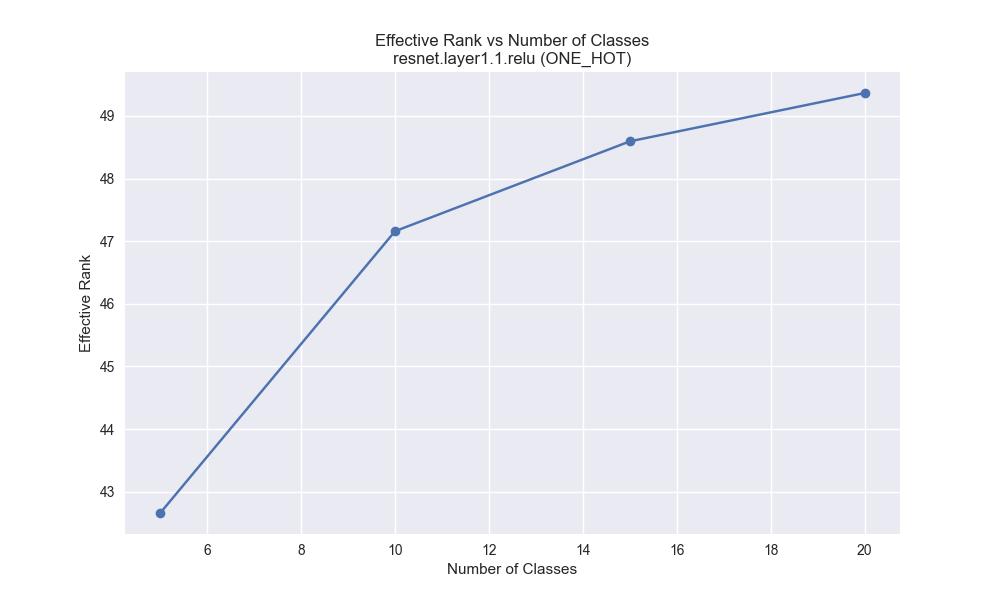 Effective Rank vs Number of Classes
resnet.layer1.1.relu (ONE_HOT)
Effective Rank
49
48
47
46
45
44
43
6 8 10 12 14 16 18 20
Number of Classes